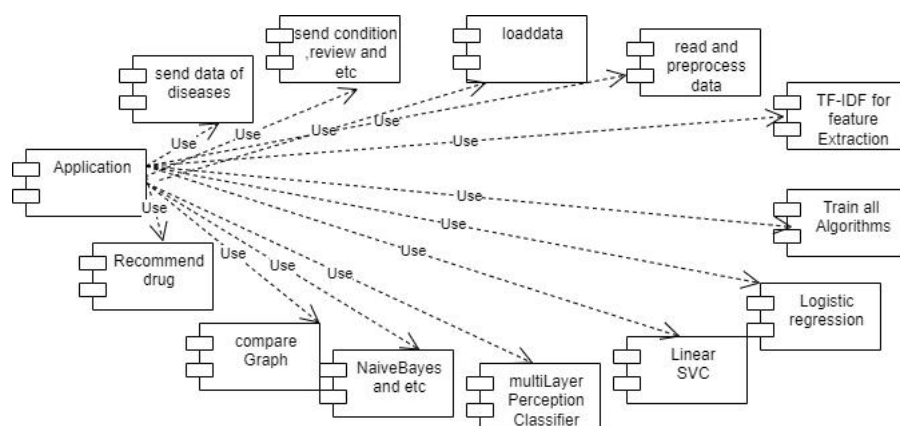 send condition
,review and
etc
loaddata
read and
preprocess
data
send data of
diseases
TF-IDF for
feature
Extraction
Use
Use
Use
Use
Use
Application
Use
Use
Train all
Algorithms
Use
Use
Use
Use
Use
Recommend
drug
Logistic
regression
compare
Graph
NaiveBayes
and etc
Linear
SVC
multiLayer
Perception
Classifier